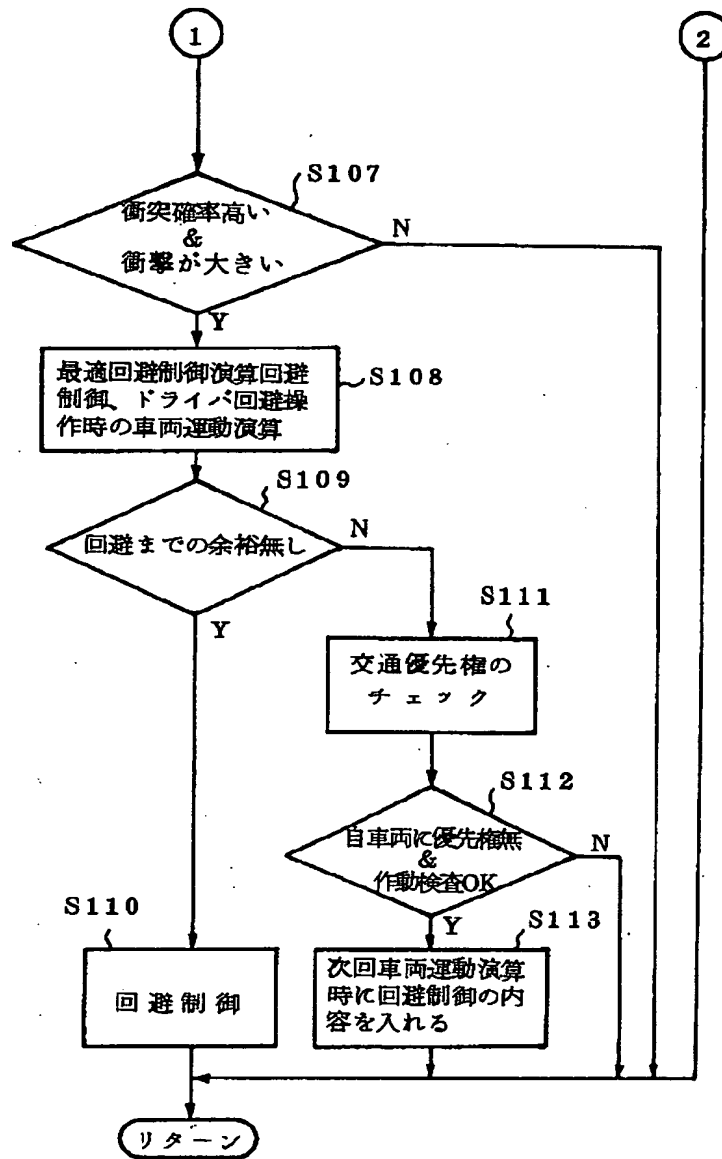 1
2
S107
衝突確率高い
&
衝撃が大きい
N
Y
最適回避制御演算回避
制御、ドライバ回避操
作時の車両運動演算
S108
S109
回避までの余裕無し
N
Y
S111
交通優先権の
チェック
S112
自車両に優先権無
&
作動検査OK
N
Y
S110
回避制御
S113
次回車両運動演算
時に回避制御の内
容を入れる
リターン